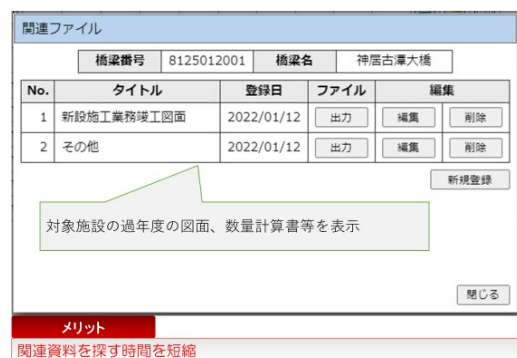 関連ファイル
橋梁番号 8125012001 橋梁名 神居古潭大橋
No. タイトル 登録日 ファイル 編集
1 新設施工業務竣工図面 2022/01/12 出力 編集 削除
2 その他 2022/01/12 出力 編集 削除
新規登録
対象施設の過年度の図面、数量計算書等を表示
閉じる
メリット
関連資料を探す時間を短縮